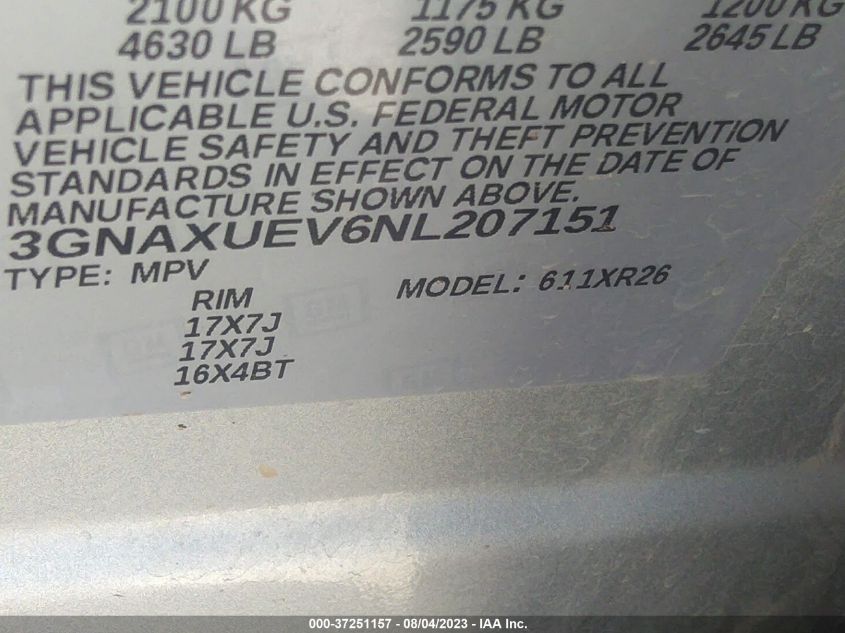 2100 KG 1175 KG 1200 KG
4630 LB 2590 LB 2645 LB
THIS VEHICLE CONFORMS TO ALL
APPLICABLE U.S. FEDERAL MOTOR
VEHICLE SAFETY AND THEFT PREVENTION
STANDARDS IN EFFECT ON THE DATE OF
MANUFACTURE SHOWN ABOVE.
3GNAXUEV6NL207151
TYPE: MPV MODEL: 611XR26
RIM
17X7J
17X7J
16X4BT
GM GM
000-37251157 - 08/04/2023 - IAA Inc.